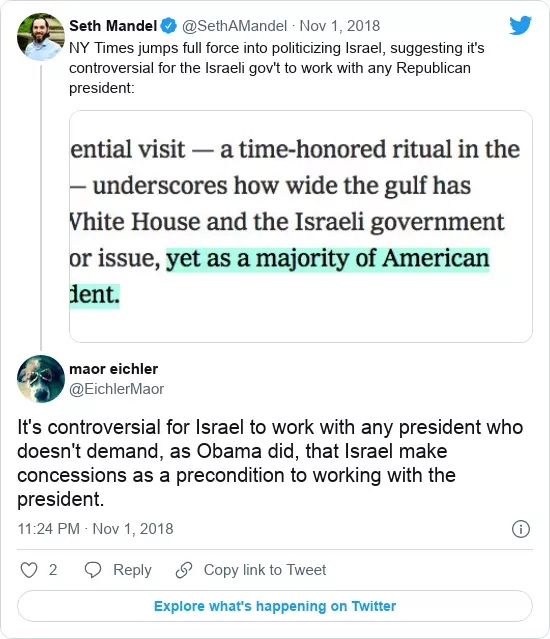 Seth Mandel @SethAMandel · Nov 1, 2018
NY Times jumps full force into politicizing Israel, suggesting it's
controversial for the Israeli gov't to work with any Republican
president:
ential visit — a time-honored ritual in the
— underscores how wide the gulf has
White House and the Israeli government
or issue, yet as a majority of American
dent.
maor eichler
@EichlerMaor
It's controversial for Israel to work with any president who
doesn't demand, as Obama did, that Israel make
concessions as a precondition to working with the
president.
11:24 PM · Nov 1, 2018
2 Reply Copy link to Tweet
Explore what's happening on Twitter